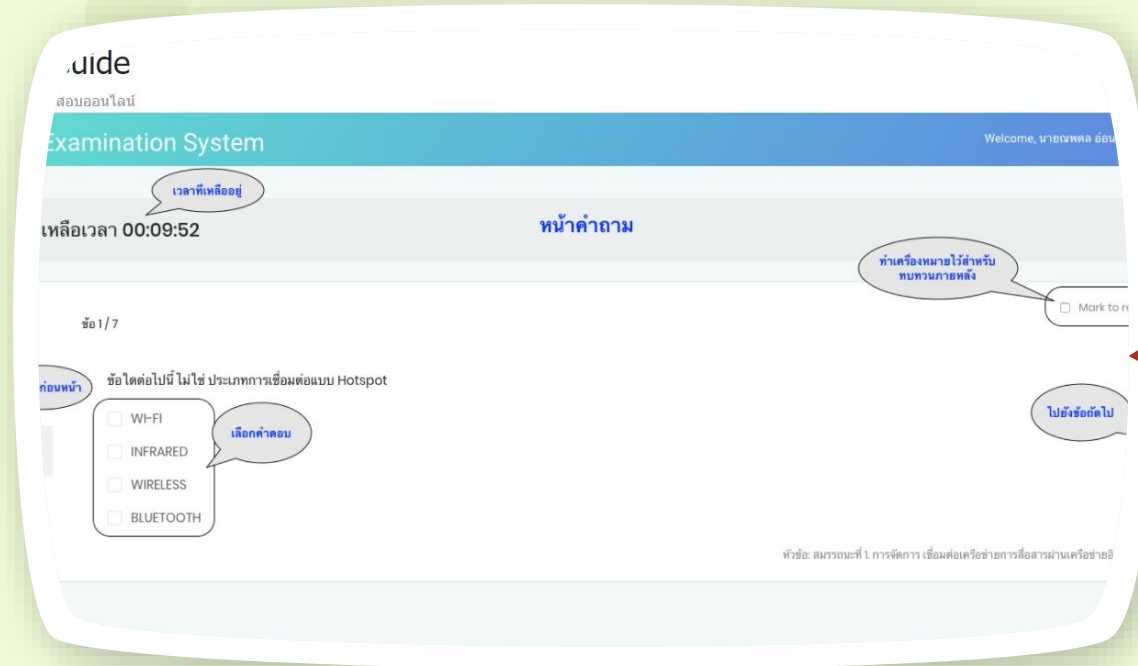 uide
สอบออนไลน์
Examination System
Welcome, นายณพดล อ่อน
เวลาที่เหลืออยู่
เหลือเวลา 00:09:52
หน้าคำถาม
ทำเครื่องหมายไว้สำหรับ
ทบทวนภายหลัง
Mark to re
ข้อ 1 / 7
ก่อนหน้า
ข้อใดต่อไปนี้ ไม่ใช่ ประเภทการเชื่อมต่อแบบ Hotspot
WI-FI
เลือกคำตอบ
ไปยังข้อถัดไป
INFRARED
WIRELESS
BLUETOOTH
หัวข้อ: สมรรถนะที่ 1. การจัดการ เชื่อมต่อเครือข่ายการสื่อสารผ่านเครือข่ายอิ